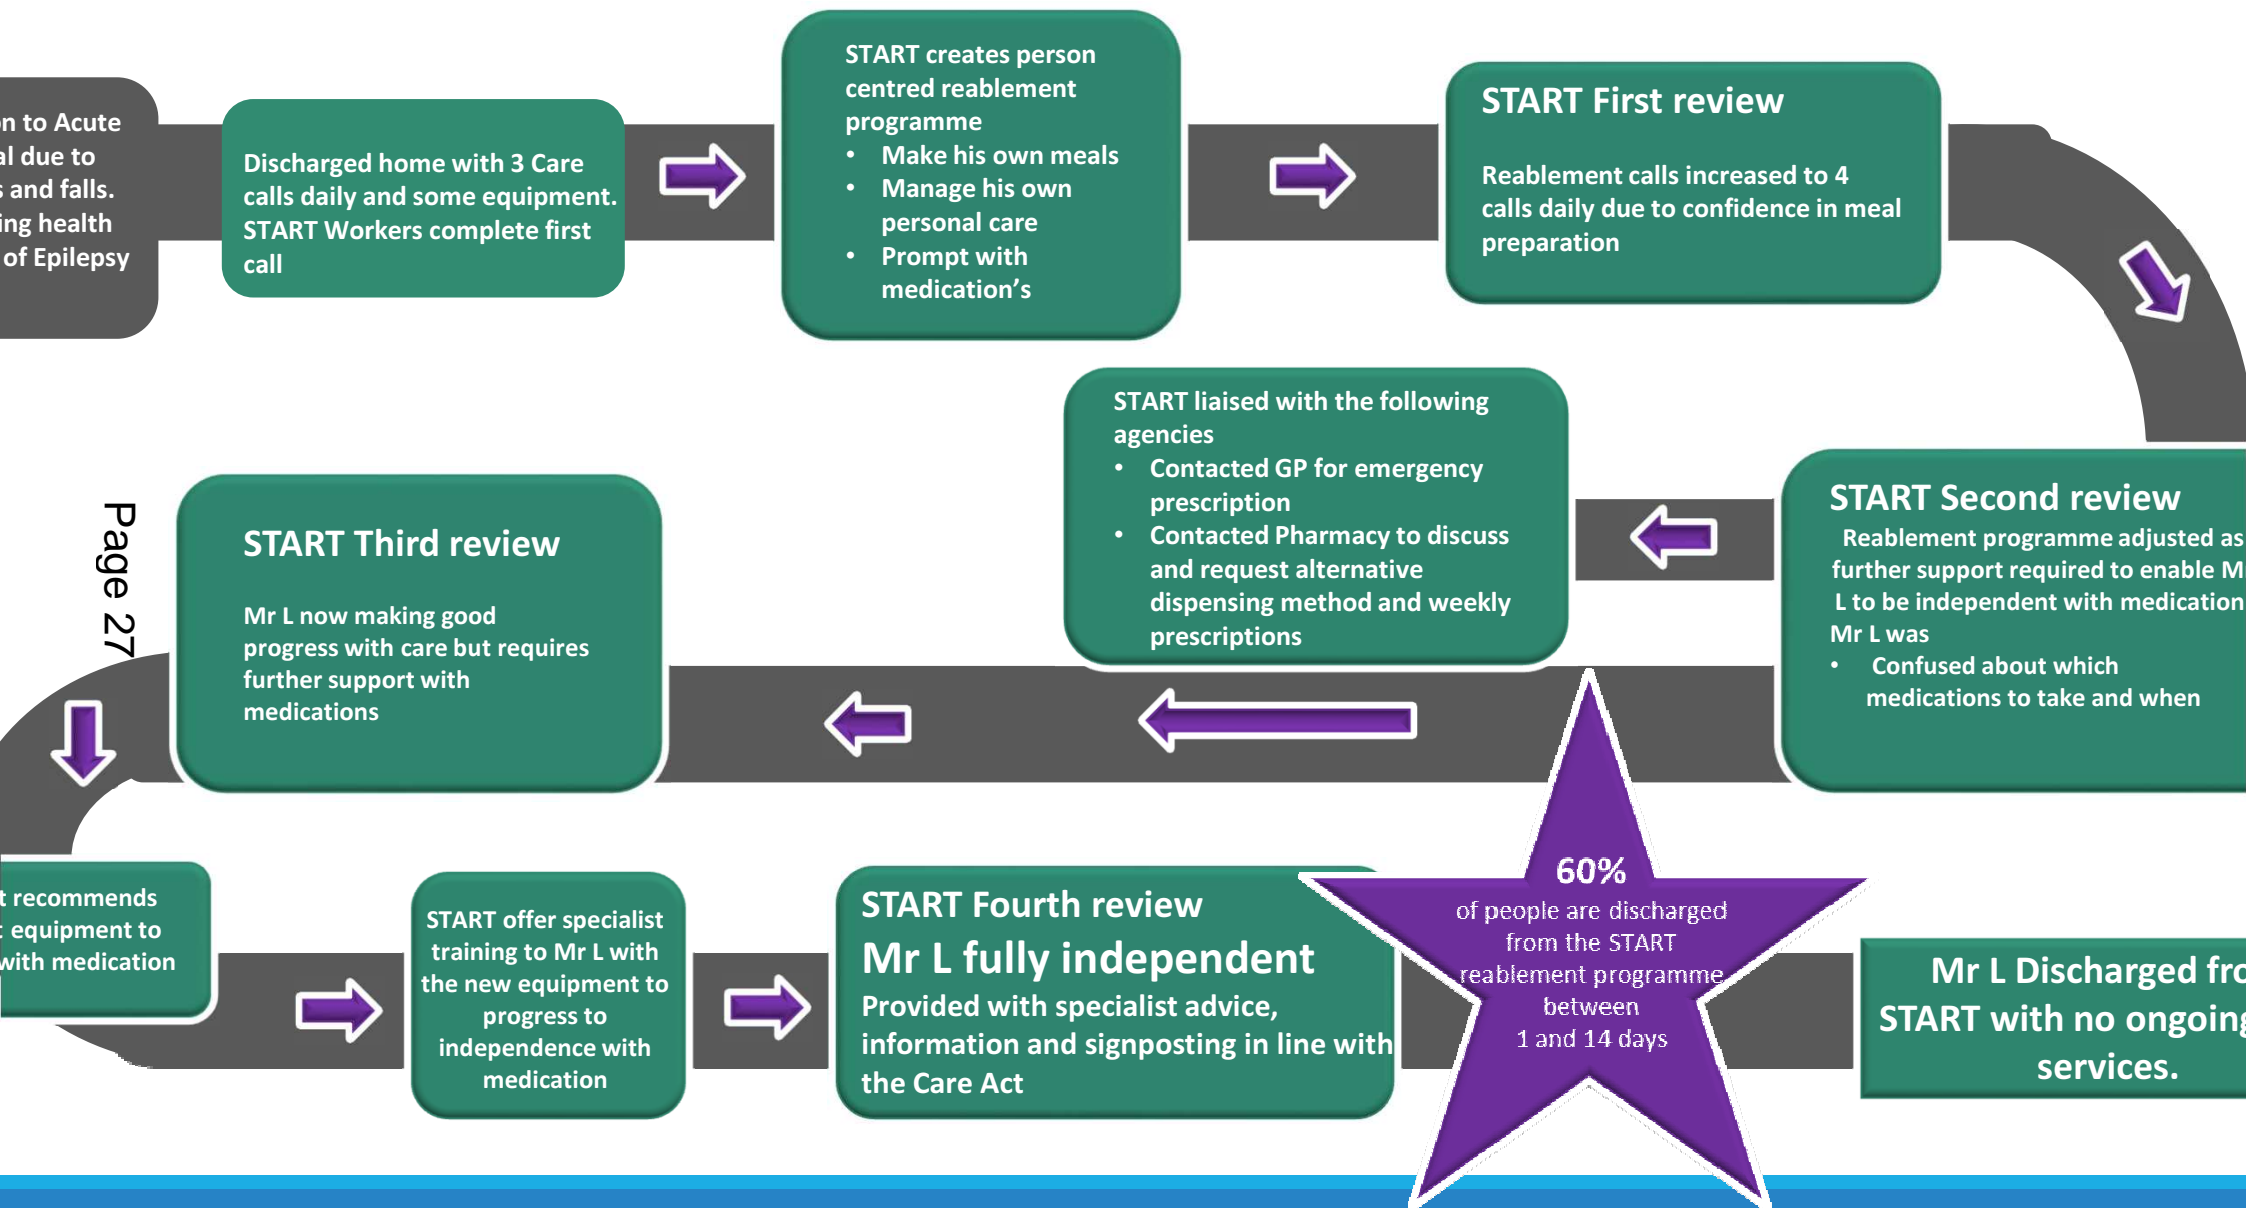 n to Acute
al due to
s and falls.
ing health
of Epilepsy
Discharged home with 3 Care
calls daily and some equipment.
START Workers complete first
call
START creates person
centred reablement
programme
• Make his own meals
• Manage his own
personal care
• Prompt with
medication’s
START First review
Reablement calls increased to 4
calls daily due to confidence in meal
preparation
START Second review
Reablement programme adjusted as
further support required to enable M
L to be independent with medication
Mr L was
• Confused about which
medications to take and when
START liaised with the following
agencies
• Contacted GP for emergency
prescription
• Contacted Pharmacy to discuss
and request alternative
dispensing method and weekly
prescriptions
START Third review
Mr L now making good
progress with care but requires
further support with
medications
Page 27
t recommends
equipment to
with medication
START offer specialist
training to Mr L with
the new equipment to
progress to
independence with
medication
START Fourth review
Mr L fully independent
Provided with specialist advice,
information and signposting in line with
the Care Act
60%
of people are discharged
from the START
reablement programme
between
1 and 14 days
Mr L Discharged fro
START with no ongoing
services.